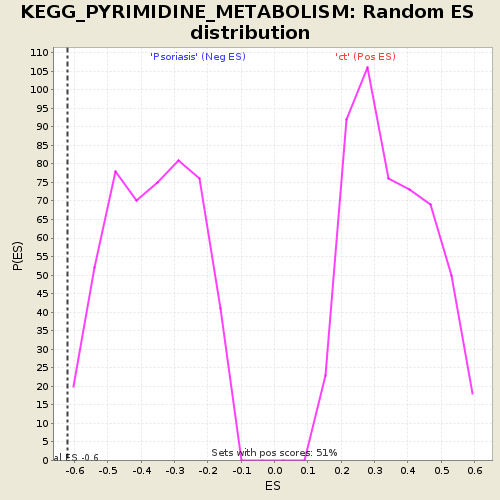 KEGG_PYRIMIDINE_METABOLISM: Random ES
distribution
'Psoriasis' (Neg ES)
'ct' (Pos ES)
110
105
100
95
90
85
80
75
70
65
60
55
50
45
40
35
30
25
20
15
10
5
0
P(ES)
Sets with pos scores: 51%
al ES -0.6
-0.6 -0.5 -0.4 -0.3 -0.2 -0.1 0.0 0.1 0.2 0.3 0.4 0.5 0.6
ES